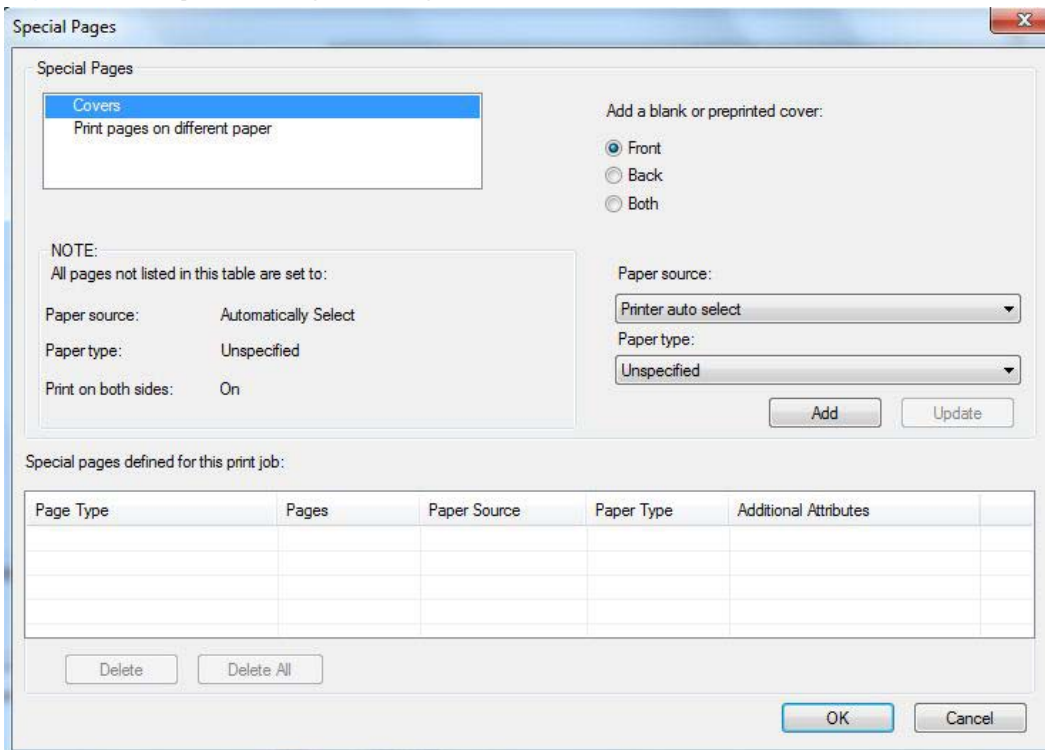 Special Pages
Special Pages
Covers
Print pages on different paper
Add a blank or preprinted cover:
Front
Back
Both
NOTE:
All pages not listed in this table are set to:
Paper source: Automatically Select
Paper type: Unspecified
Print on both sides: On
Paper source:
Printer auto select
Paper type:
Unspecified
Add Update
Special pages defined for this print job:
Page Type Pages Paper Source Paper Type Additional Attributes
Delete Delete All
OK Cancel